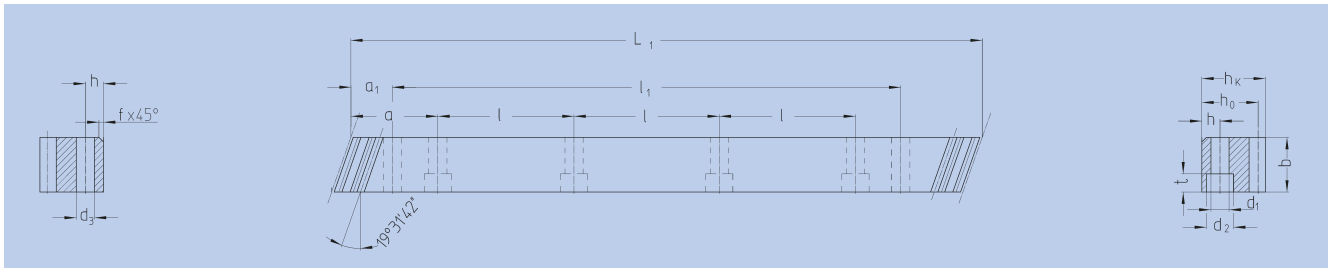 h
f x 45°
d₃
L₁
a₁
l₁
a
l
l
l
19°31'42"
hₖ
h₀
h
t
b
d₁
d₂